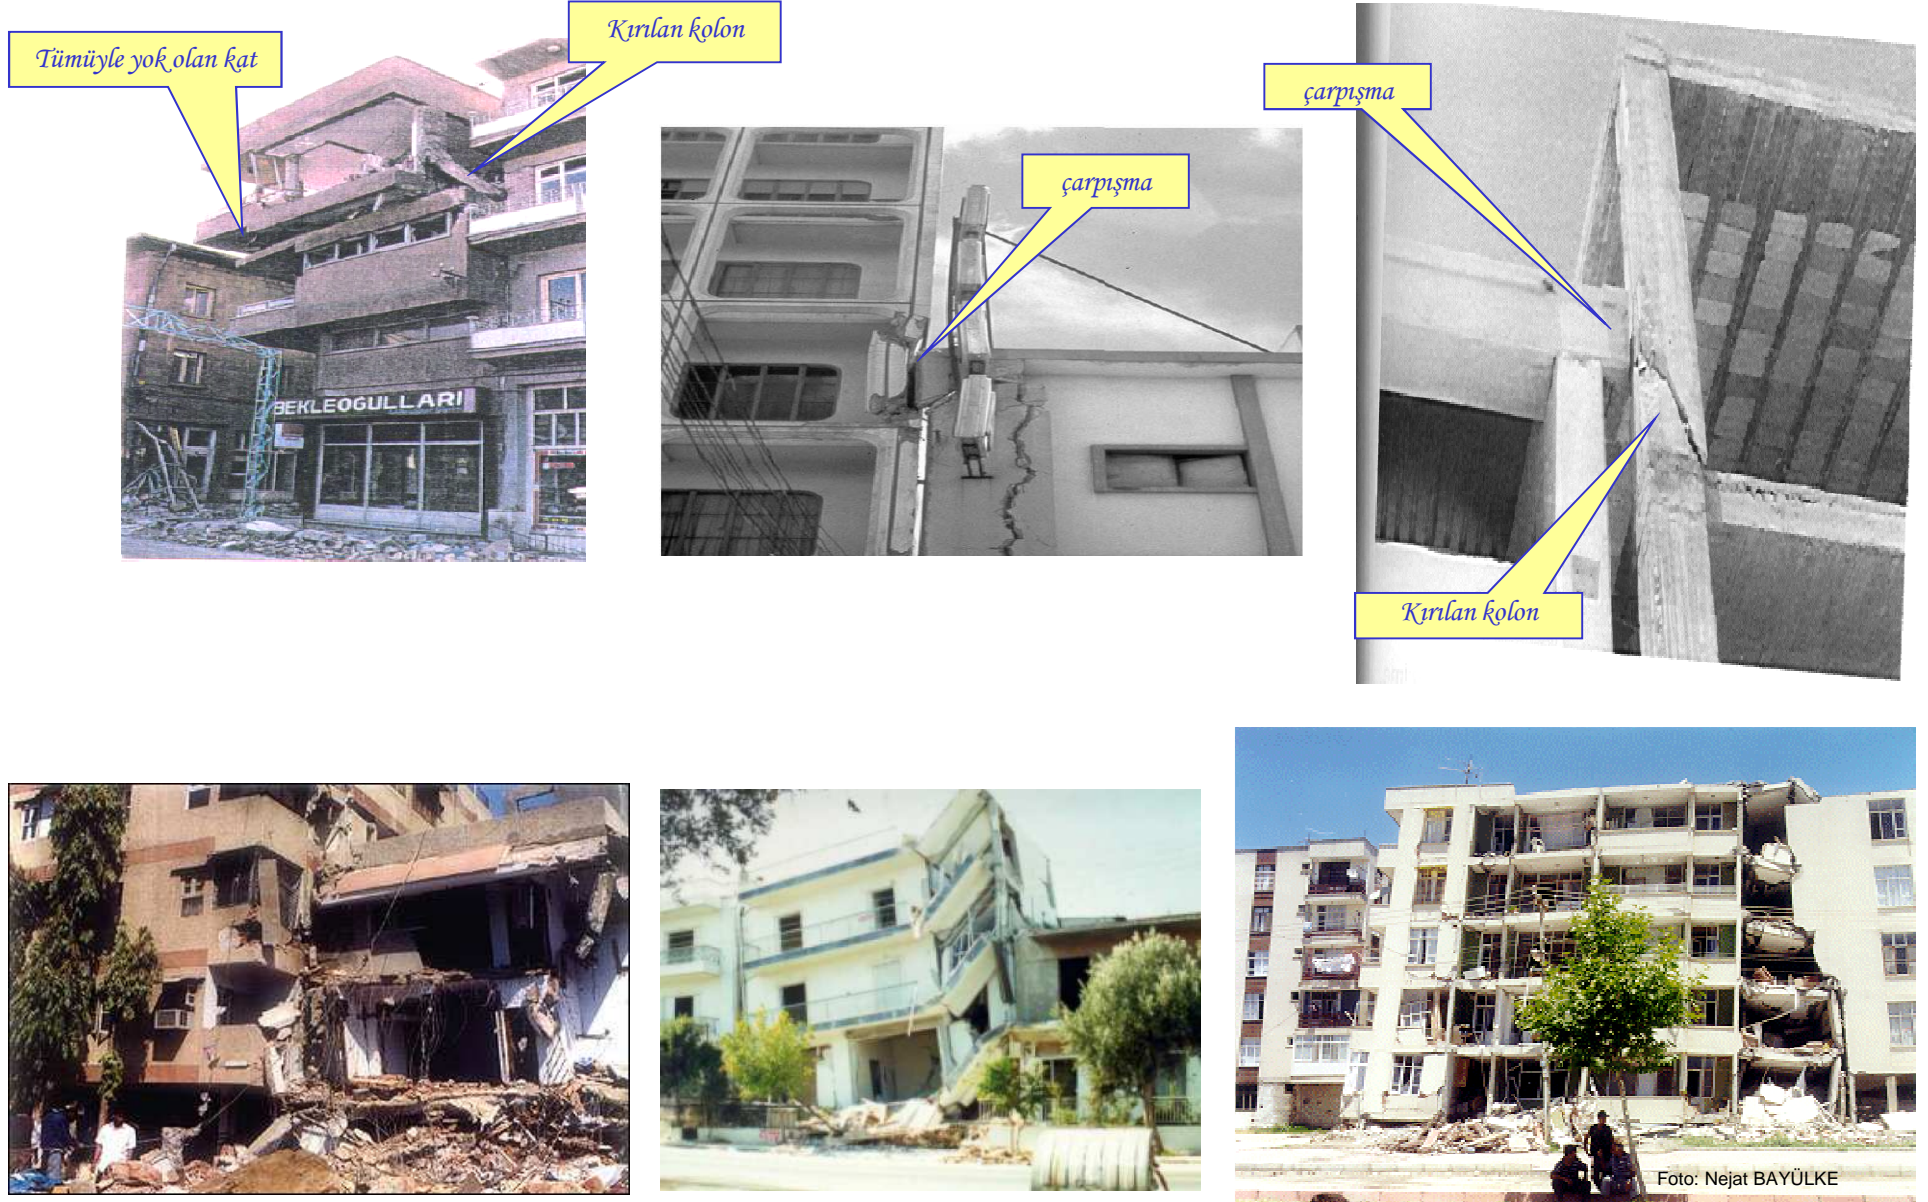 Tümüyle yok olan kat
Kırılan kolon
çarpışma
çarpışma
Kırılan kolon
BEKLEOGULLARI
Foto: Nejat BAYÜLKE